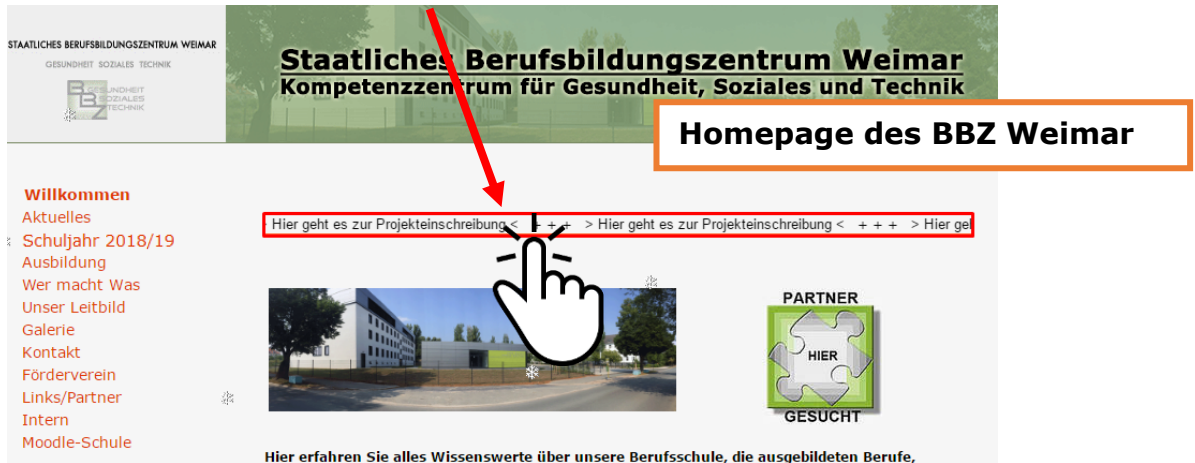 STAATLICHES BERUFSBILDUNGSZENTRUM WEIMAR
GESUNDHEIT SOZIALES TECHNIK
BBZ GESUNDHEIT
SOZIALES
TECHNIK
Staatliches Berufsbildungszentrum Weimar
Kompetenzzentrum für Gesundheit, Soziales und Technik
Homepage des BBZ Weimar
Willkommen
Aktuelles
Schuljahr 2018/19
Ausbildung
Wer macht Was
Unser Leitbild
Galerie
Kontakt
Förderverein
Links/Partner
Intern
Moodle-Schule
Hier geht es zur Projekteinschreibung < + + + > Hier geht es zur Projekteinschreibung < + + + > Hier geh
PARTNER
HIER
GESUCHT
Hier erfahren Sie alles Wissenswerte über unsere Berufsschule, die ausgebildeten Berufe,